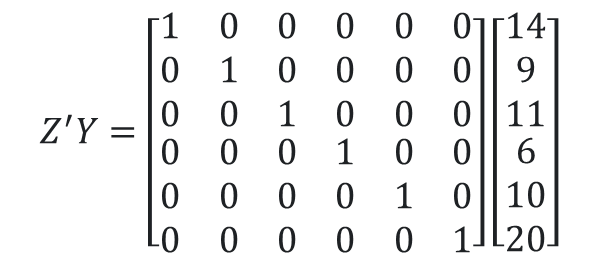 1 0 0 0 0 0 14
0 1 0 0 0 0 9
0 0 1 0 0 0 11
Z′Y =
0 0 0 1 0 0 6
0 0 0 0 1 0 10
0 0 0 0 0 1 20